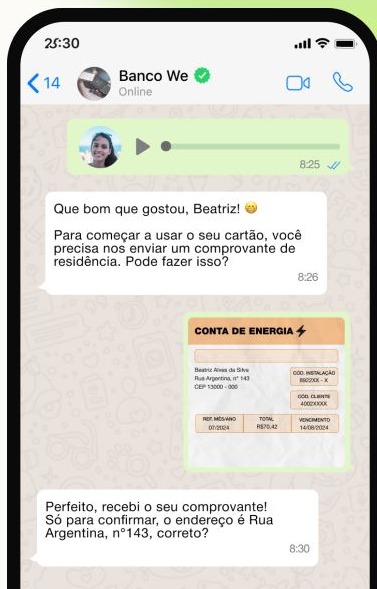 25:30
14
Banco We
Online
8:25
Que bom que gostou, Beatriz! 😁
Para começar a usar o seu cartão, você
precisa nos enviar um comprovante de
residência. Pode fazer isso?
8:26
CONTA DE ENERGIA
Beatriz Alves da Silva
Rua Argentina, nº 143
CEP 13000 - 000
CÓD. INSTALAÇÃO
8922XX - X
CÓD. CLIENTE
4002XXXX
REF. MÊS/ANO
07/2024
TOTAL
R$70,42
VENCIMENTO
14/08/2024
Perfeito, recebi o seu comprovante!
Só para confirmar, o endereço é Rua
Argentina, n°143, correto?
8:30